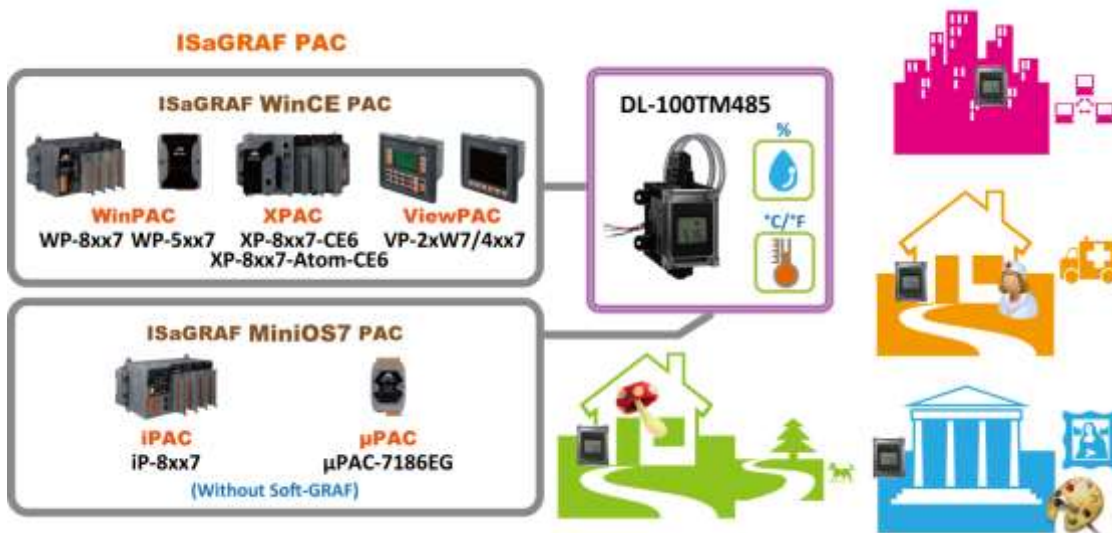 ISaGRAF PAC
ISaGRAF WinCE PAC
WinPAC
WP-8xx7 WP-5xx7
XPAC
XP-8xx7-CE6
XP-8xx7-Atom-CE6
ViewPAC
VP-2xW7/4xx7
ISaGRAF MiniOS7 PAC
iPAC
iP-8xx7
(Without Soft-GRAF)
µPAC
µPAC-7186EG
DL-100TM485
%
°C/°F